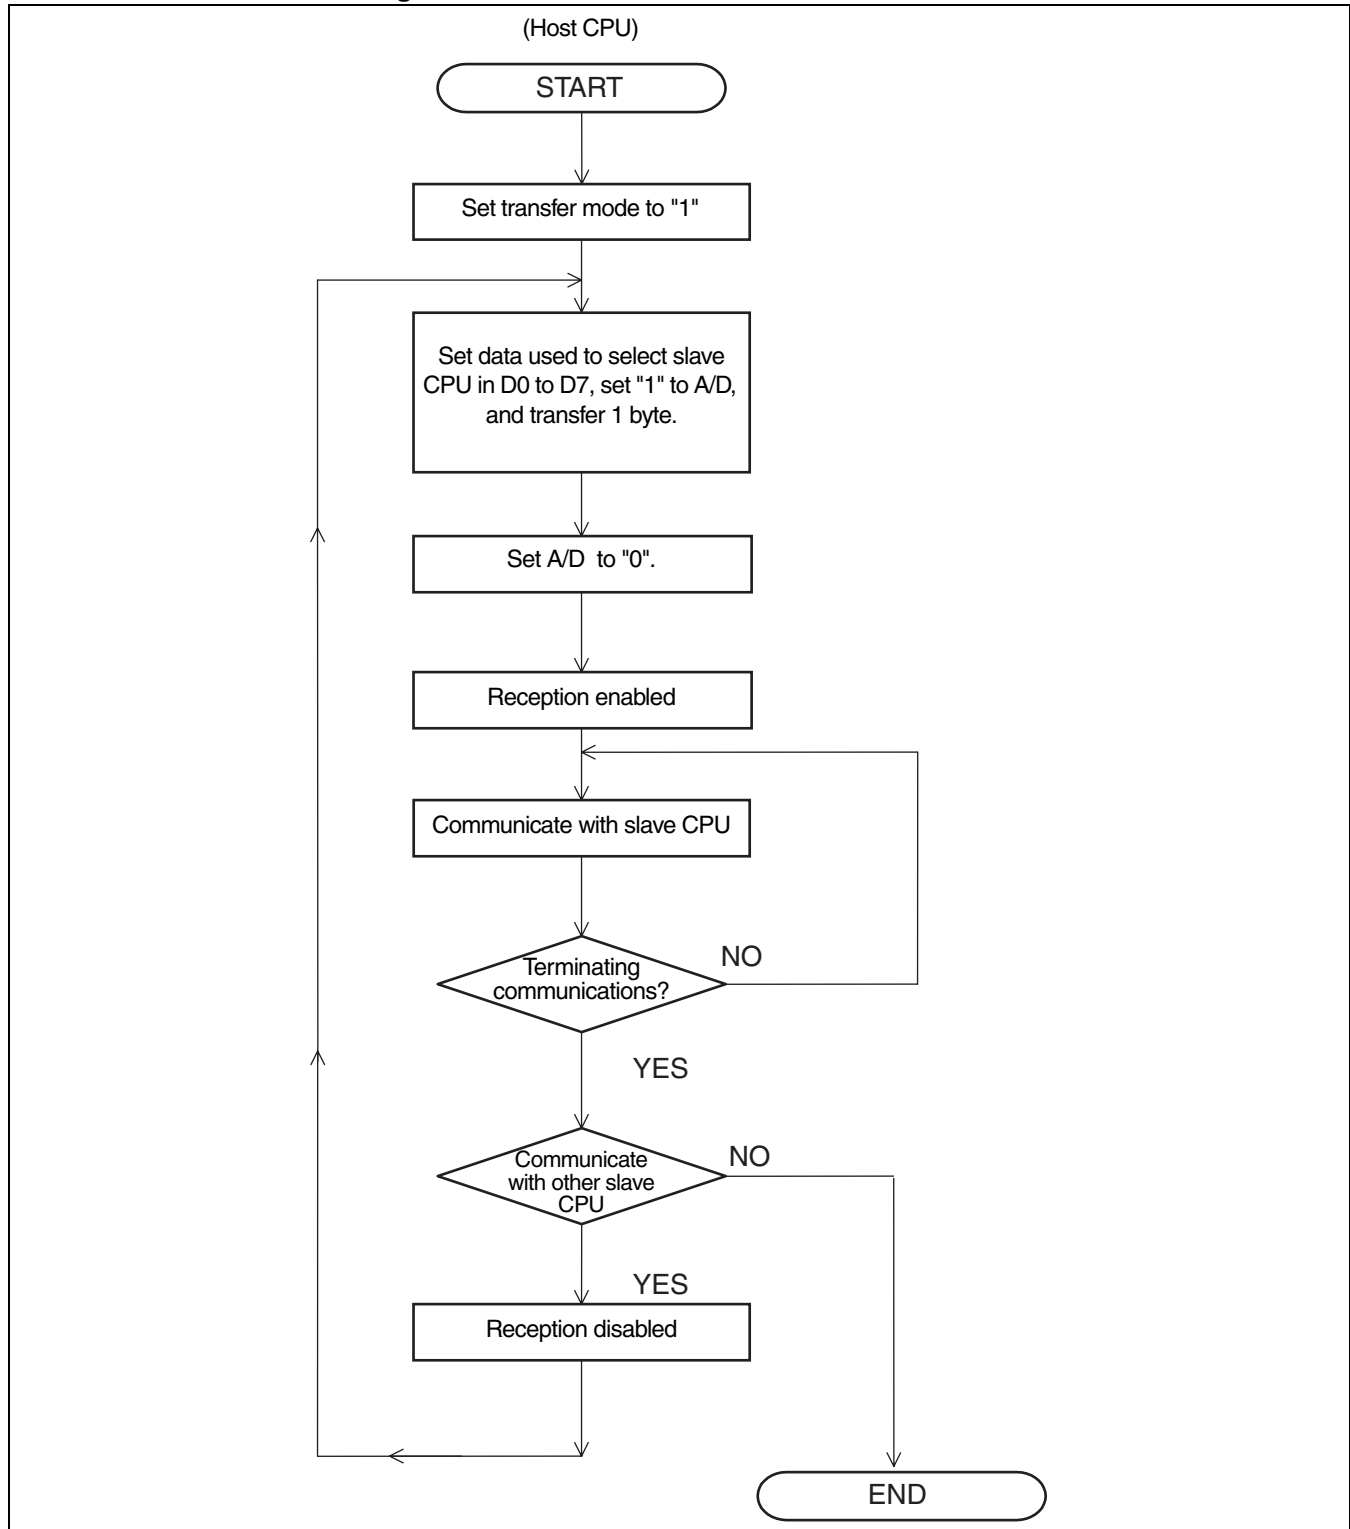 (Host CPU)
START
Set transfer mode to "1"
Set data used to select slave
CPU in D0 to D7, set "1" to A/D,
and transfer 1 byte.
Set A/D to "0".
Reception enabled
Communicate with slave CPU
Terminating
communications?
NO
YES
Communicate
with other slave
CPU
NO
YES
Reception disabled
END